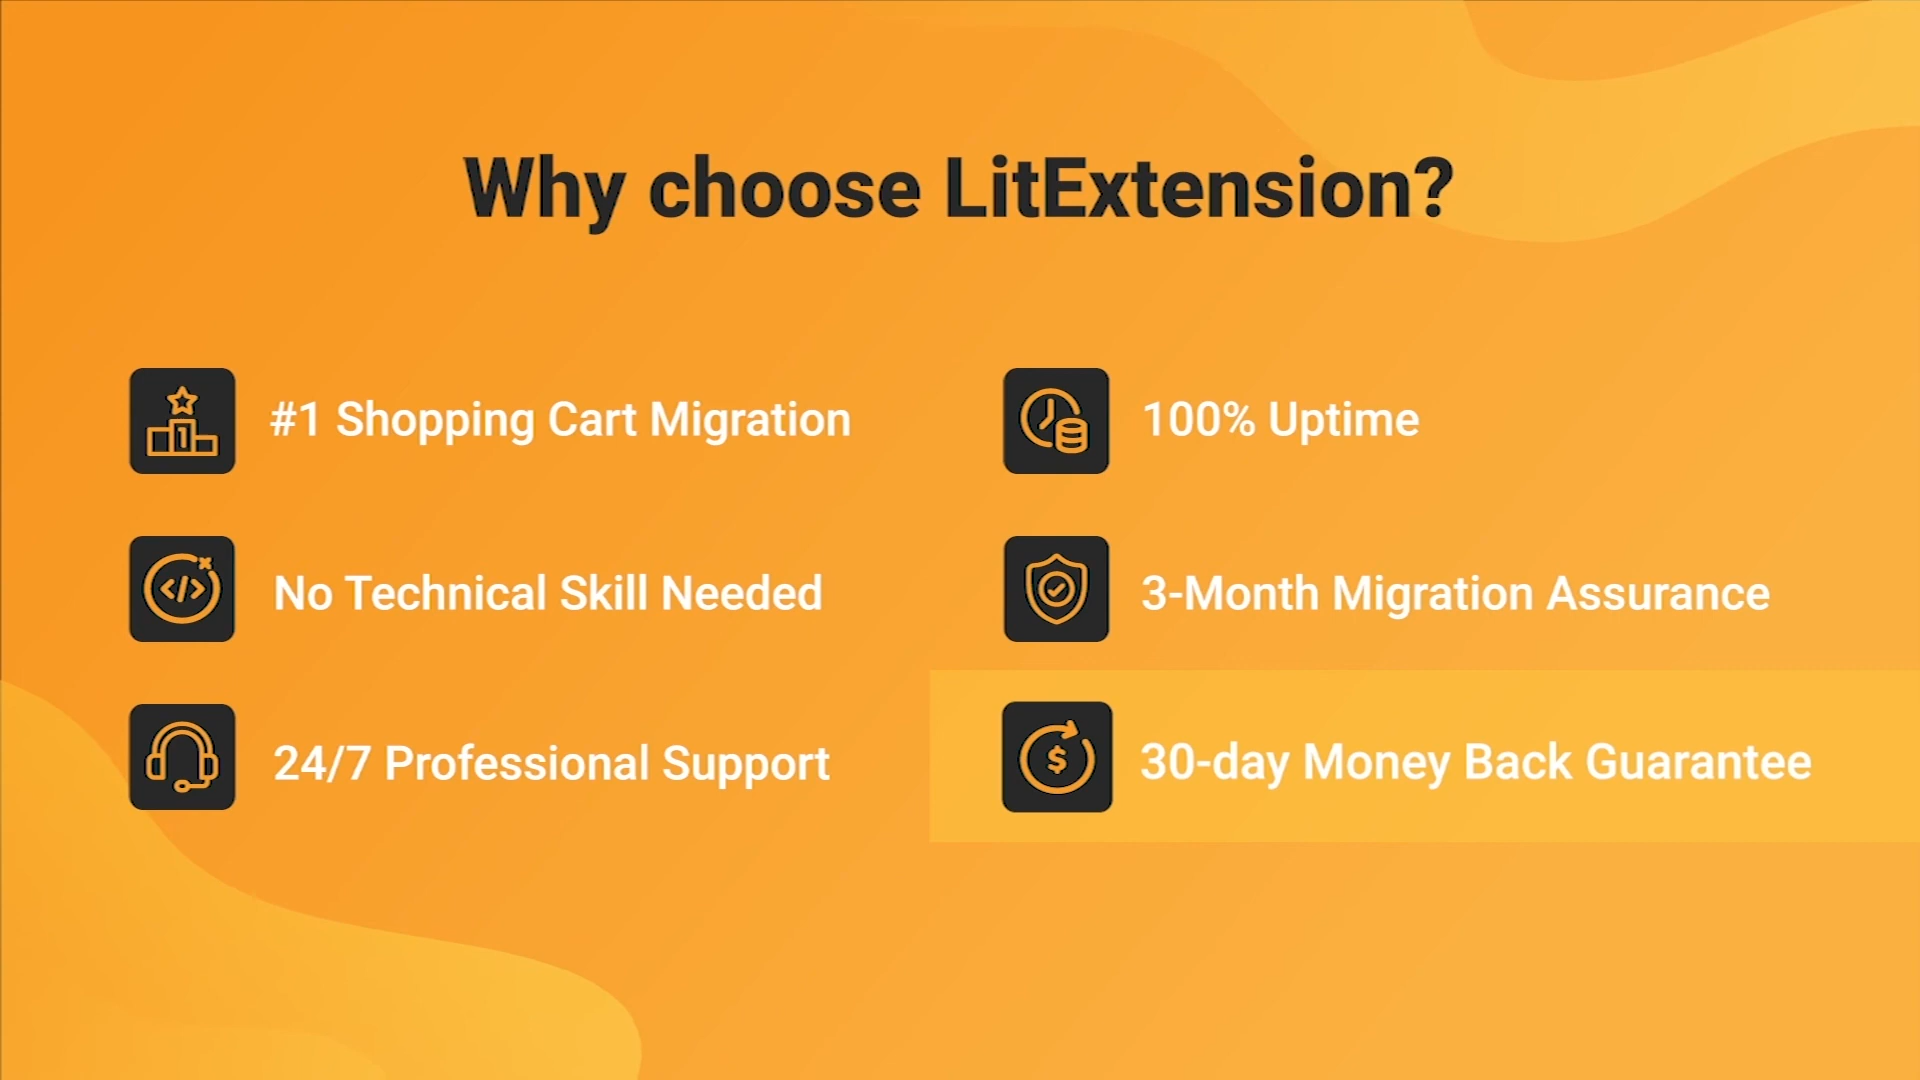 Why choose LitExtension?
#1 Shopping Cart Migration
No Technical Skill Needed
24/7 Professional Support
100% Uptime
3-Month Migration Assurance
30-day Money Back Guarantee